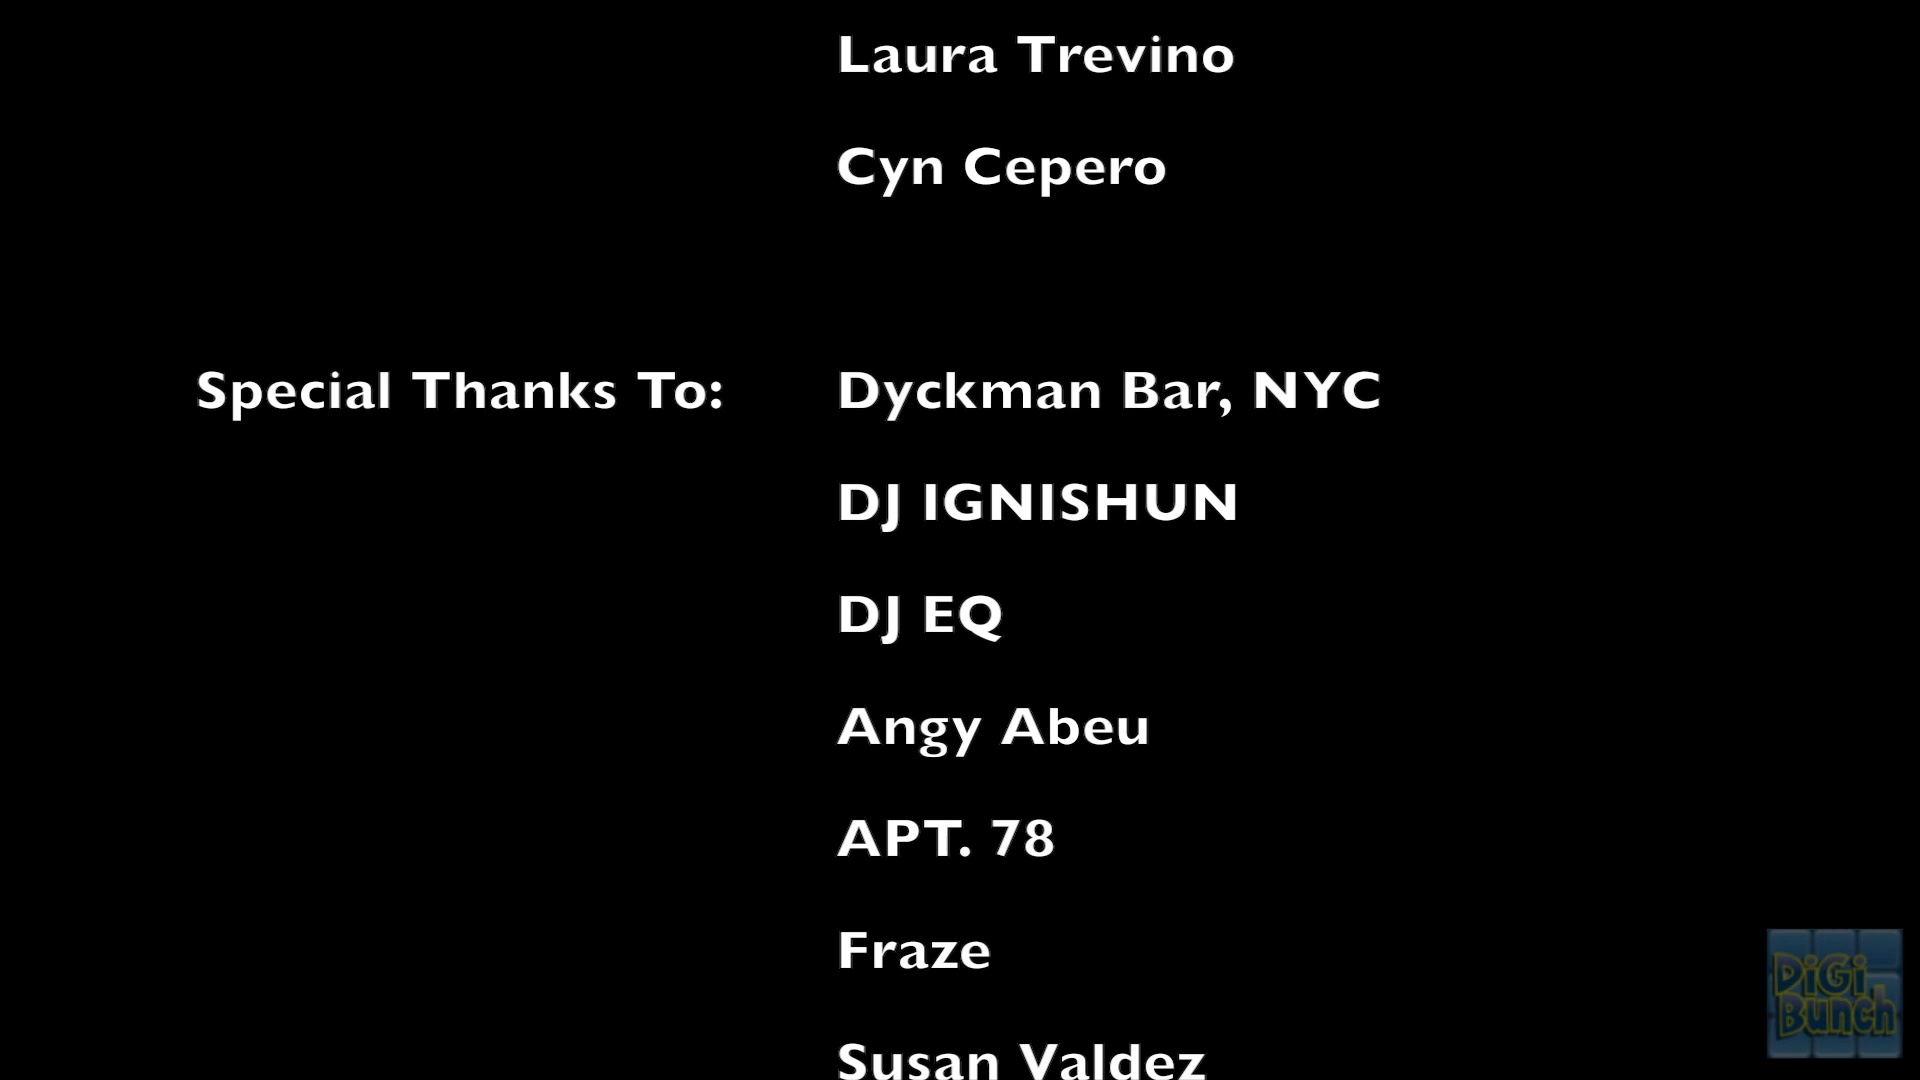 Laura Trevino
Cyn Cepero
Special Thanks To: Dyckman Bar, NYC
DJ IGNISHUN
DJ EQ
Angy Abeu
APT. 78
Fraze
Susan Valdez
DiGi
Bunch